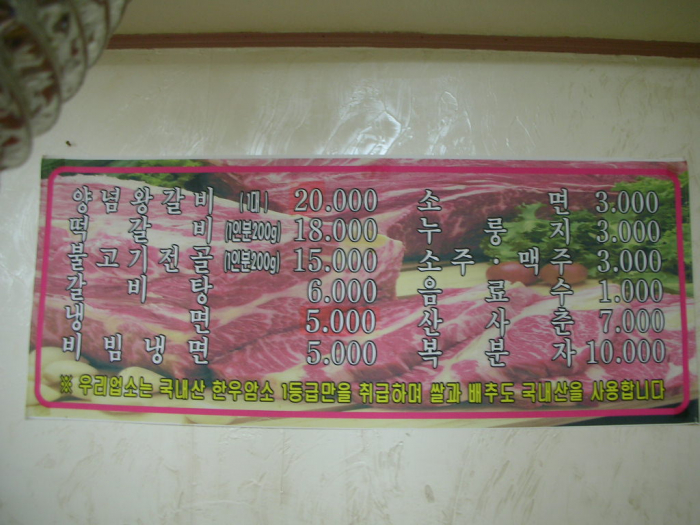 양념왕갈비 (1대) 20.000
떡갈비 (1인분200g) 18.000
불고기전골 (1인분200g) 15.000
갈비탕 6.000
냉면 5.000
비빔냉면 5.000
소면 3.000
누룽지 3.000
소주·맥주 3.000
음료수 1.000
산사춘 7.000
복분자 10.000
※ 우리업소는 국내산 한우암소 1등급만을 취급하며 쌀과 배추도 국내산을 사용합니다